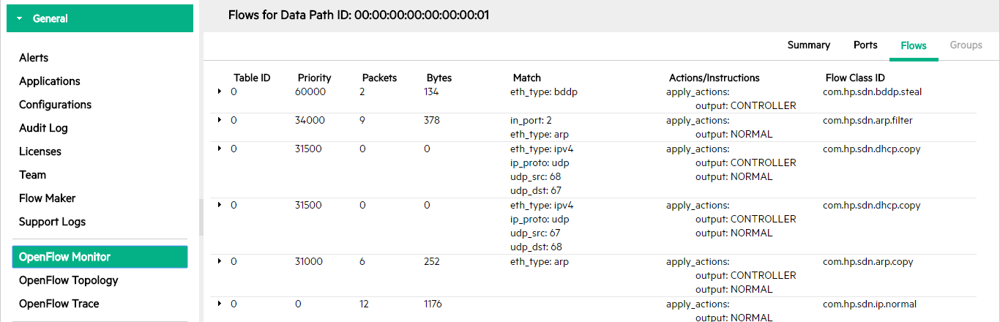 General
Alerts
Applications
Configurations
Audit Log
Licenses
Team
Flow Maker
Support Logs
OpenFlow Monitor
OpenFlow Topology
OpenFlow Trace
Flows for Data Path ID: 00:00:00:00:00:00:00:01
Summary Ports Flows Groups
Table ID Priority Packets Bytes Match Actions/Instructions Flow Class ID
0 60000 2 134 eth_type: bddp apply_actions: com.hp.sdn.bddp.steal
output: CONTROLLER
0 34000 9 378 in_port: 2 apply_actions: com.hp.sdn.arp.filter
eth_type: arp output: NORMAL
0 31500 0 0 eth_type: ipv4 apply_actions: com.hp.sdn.dhcp.copy
ip_proto: udp output: CONTROLLER
udp_src: 68 output: NORMAL
udp_dst: 67
0 31500 0 0 eth_type: ipv4 apply_actions: com.hp.sdn.dhcp.copy
ip_proto: udp output: CONTROLLER
udp_src: 67 output: NORMAL
udp_dst: 68
0 31000 6 252 eth_type: arp apply_actions: com.hp.sdn.arp.copy
output: CONTROLLER
output: NORMAL
0 0 12 1176 apply_actions: com.hp.sdn.ip.normal
output: NORMAL